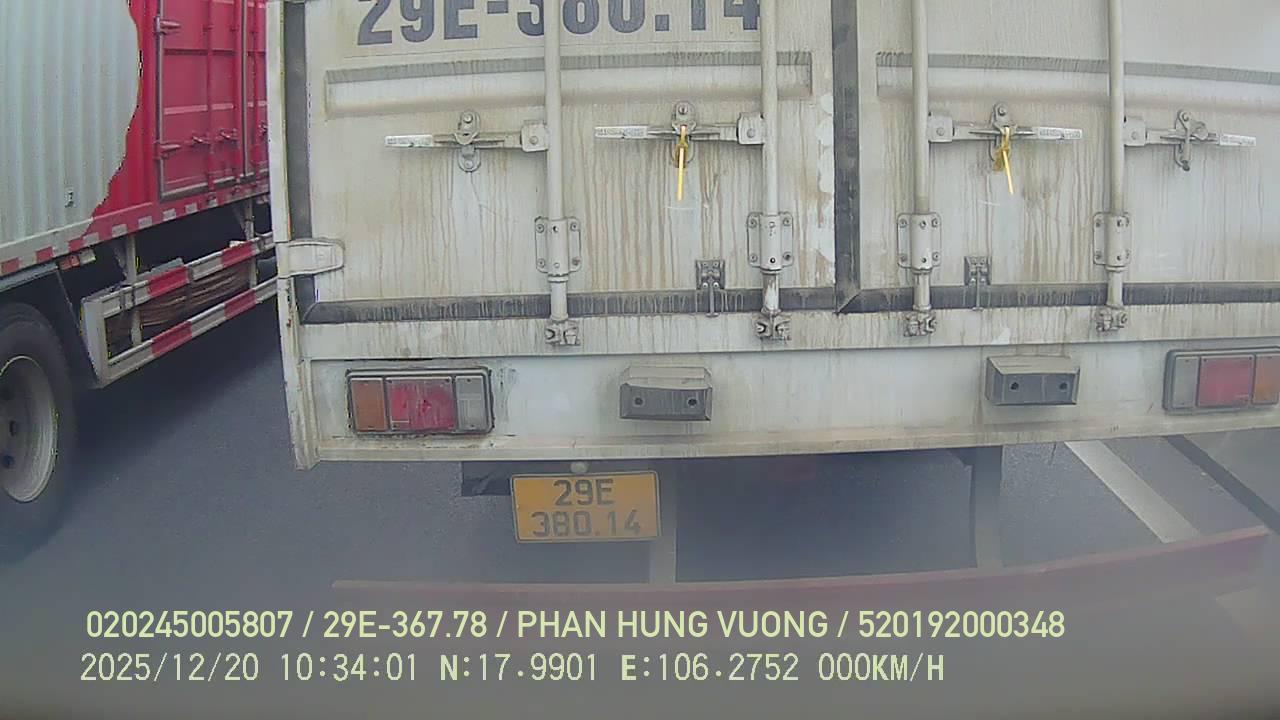 29E-380.14
29E
380.14
020245005807 / 29E-367.78 / PHAN HUNG VUONG / 520192000348
2025/12/20 10:34:01 N:17.9901 E:106.2752 000KM/H